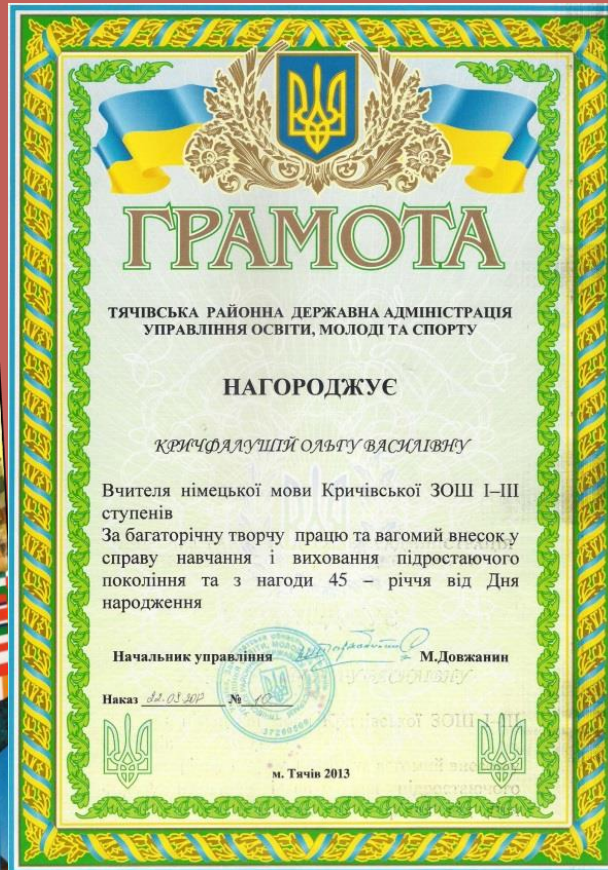 ГРАМОТА
ТЯЧІВСЬКА РАЙОННА ДЕРЖАВНА АДМІНІСТРАЦІЯ
УПРАВЛІННЯ ОСВІТИ, МОЛОДІ ТА СПОРТУ
НАГОРОДЖУЄ
КРИЧФАЛУШІЙ ОЛЬГУ ВАСИЛІВНУ
Вчителя німецької мови Кричівської ЗОШ І–ІІІ
ступенів
За багаторічну творчу працю та вагомий внесок у
справу навчання і виховання підростаючого
покоління та з нагоди 45 – річчя від Дня
народження
Начальник управління М.Довжанин
Наказ №
м. Тячів 2013